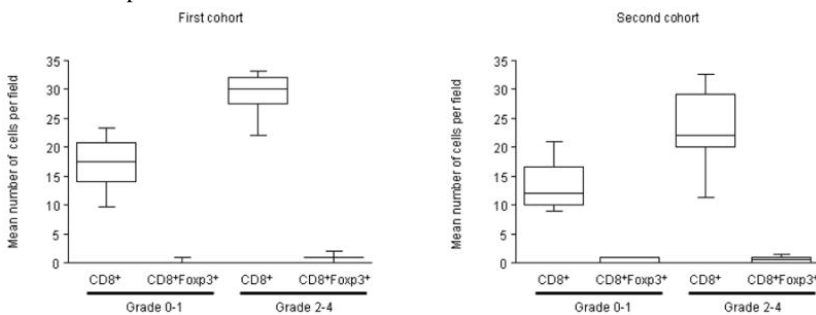 First cohort
Mean number of cells per field
35
30
25
20
15
10
5
0
CD8+ CD8+Foxp3+ CD8+ CD8+Foxp3+
Grade 0-1 Grade 2-4
Second cohort
Mean number of cells per field
35
30
25
20
15
10
5
0
CD8+ CD8+Foxp3+ CD8+ CD8+Foxp3+
Grade 0-1 Grade 2-4